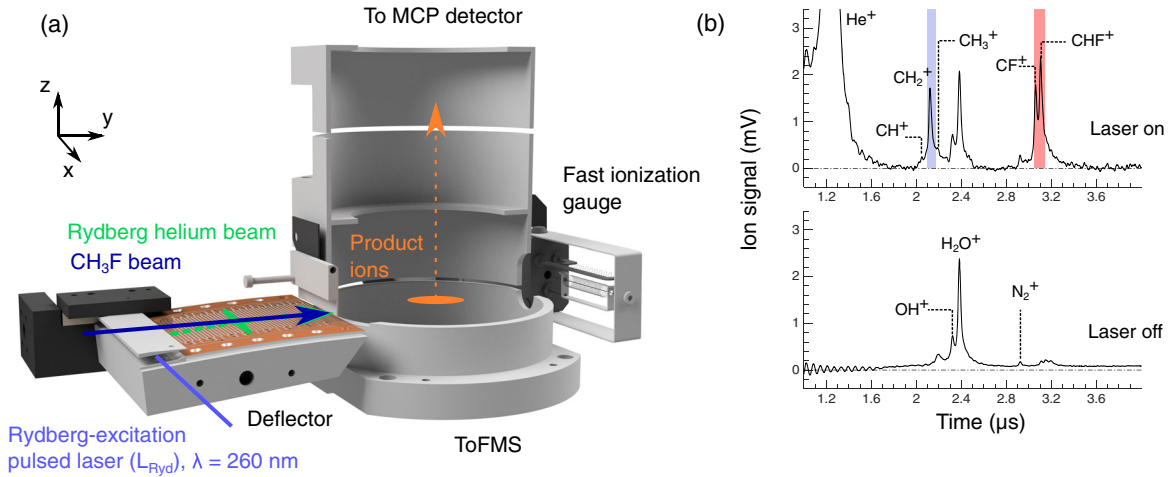 (a)
To MCP detector
z
y
x
Rydberg helium beam
CH₃F beam
Product
ions
Fast ionization
gauge
Deflector
Rydberg-excitation
pulsed laser (L_Ryd), λ = 260 nm
ToFMS
(b)
Ion signal (mV)
3
2
1
0
He⁺
CH⁺
CH₂⁺
CH₃⁺
CF⁺
CHF⁺
Laser on
1.2 1.6 2 2.4 2.8 3.2 3.6
3
2
1
0
H₂O⁺
OH⁺
N₂⁺
Laser off
1.2 1.6 2 2.4 2.8 3.2 3.6
Time (μs)